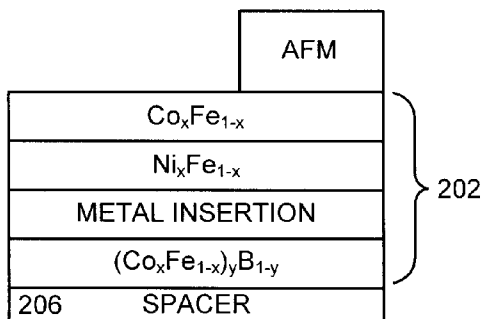 AFM
CoxFe1-x
NixFe1-x
METAL INSERTION
(CoxFe1-x)yB1-y
202
206 SPACER